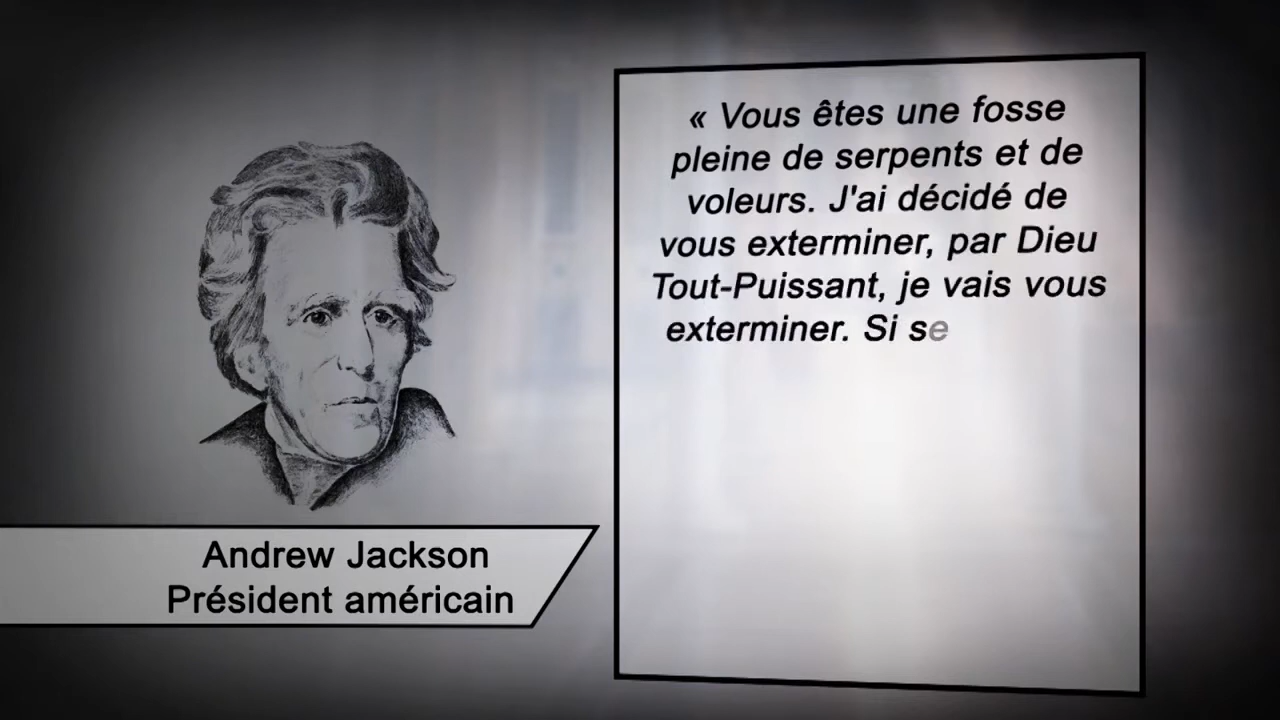 « Vous êtes une fosse
pleine de serpents et de
voleurs. J'ai décidé de
vous exterminer, par Dieu
Tout-Puissant, je vais vous
exterminer. Si se
Andrew Jackson
Président américain